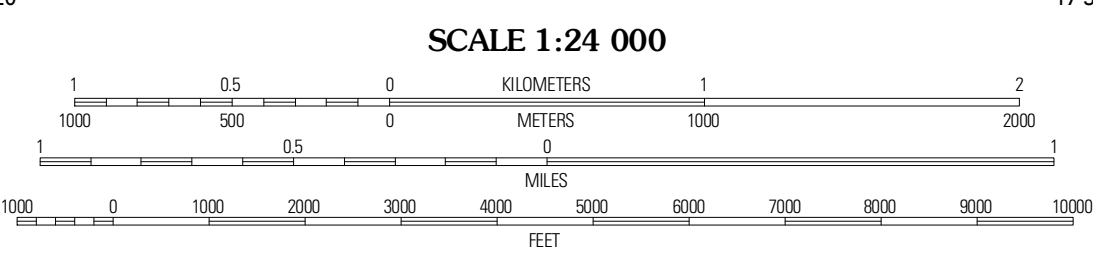 SCALE 1:24 000
1 0.5 0 KILOMETERS 1 2
1000 500 0 METERS 1000 2000
1 0.5 0 1
MILES
1000 0 1000 2000 3000 4000 5000 6000 7000 8000 9000 10000
FEET